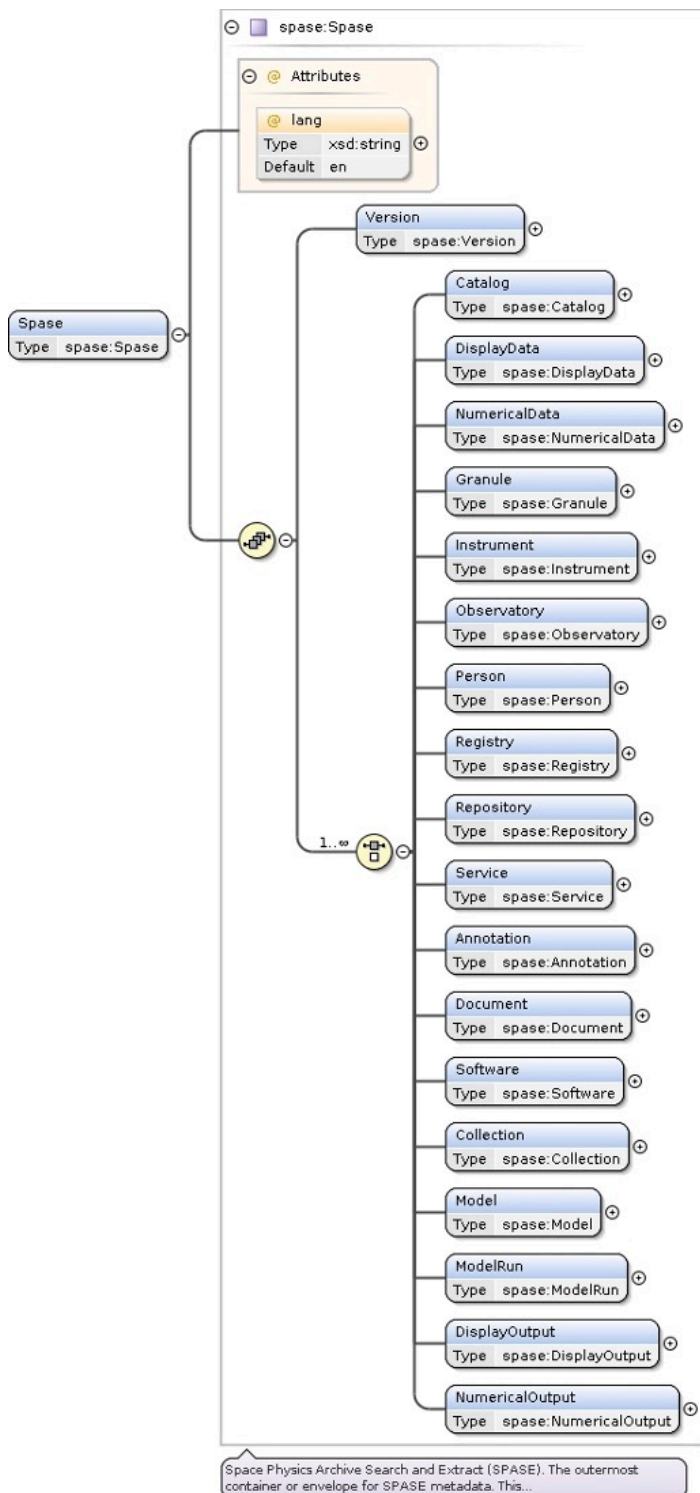 spase:Spase
@ Attributes
@ lang
Type xsd:string
Default en
Version
Type spase:Version
Spase
Type spase:Spase
Catalog
Type spase:Catalog
DisplayData
Type spase:DisplayData
NumericalData
Type spase:NumericalData
Granule
Type spase:Granule
Instrument
Type spase:Instrument
Observatory
Type spase:Observatory
Person
Type spase:Person
Registry
Type spase:Registry
1..∞
Repository
Type spase:Repository
Service
Type spase:Service
Annotation
Type spase:Annotation
Document
Type spase:Document
Software
Type spase:Software
Collection
Type spase:Collection
Model
Type spase:Model
ModelRun
Type spase:ModelRun
DisplayOutput
Type spase:DisplayOutput
NumericalOutput
Type spase:NumericalOutput
Space Physics Archive Search and Extract (SPASE). The outermost
container or envelope for SPASE metadata. This...